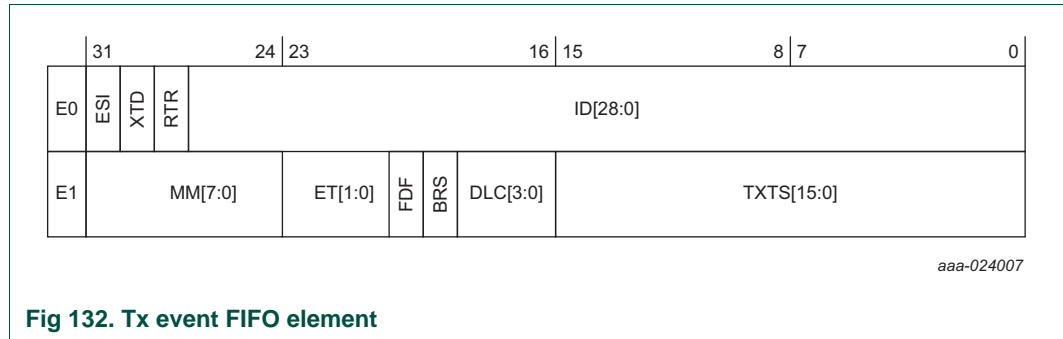 31 24 23 16 15 8 7 0
E0 ESI XTD RTR ID[28:0]
E1 MM[7:0] ET[1:0] FDF BRS DLC[3:0] TXTS[15:0]
aaa-024007
Fig 132. Tx event FIFO element